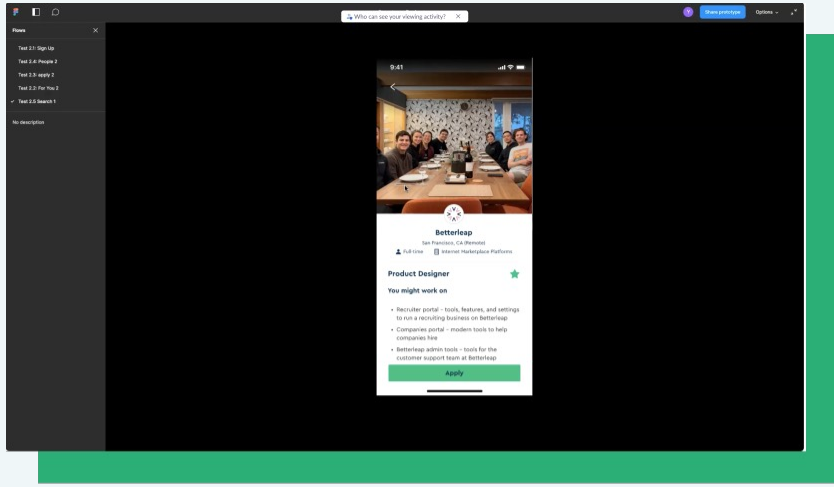 Who can see your viewing activity?
?
Share prototype
Options
Flows
Test 2.1: Sign Up
Test 2.4: People 2
Test 2.3: apply 2
Test 2.2: For You 2
Test 2.5 Search 1
No description
9:41
Betterleap
San Francisco, CA (Remote)
Full time
Internet Marketplace Platforms
Product Designer
You might work on
• Recruiter portal – tools, features, and settings
to run a recruiting business on Betterleap
• Companies portal – modern tools to help
companies hire
• Betterleap admin tools – tools for the
customer support team at Betterleap
Apply